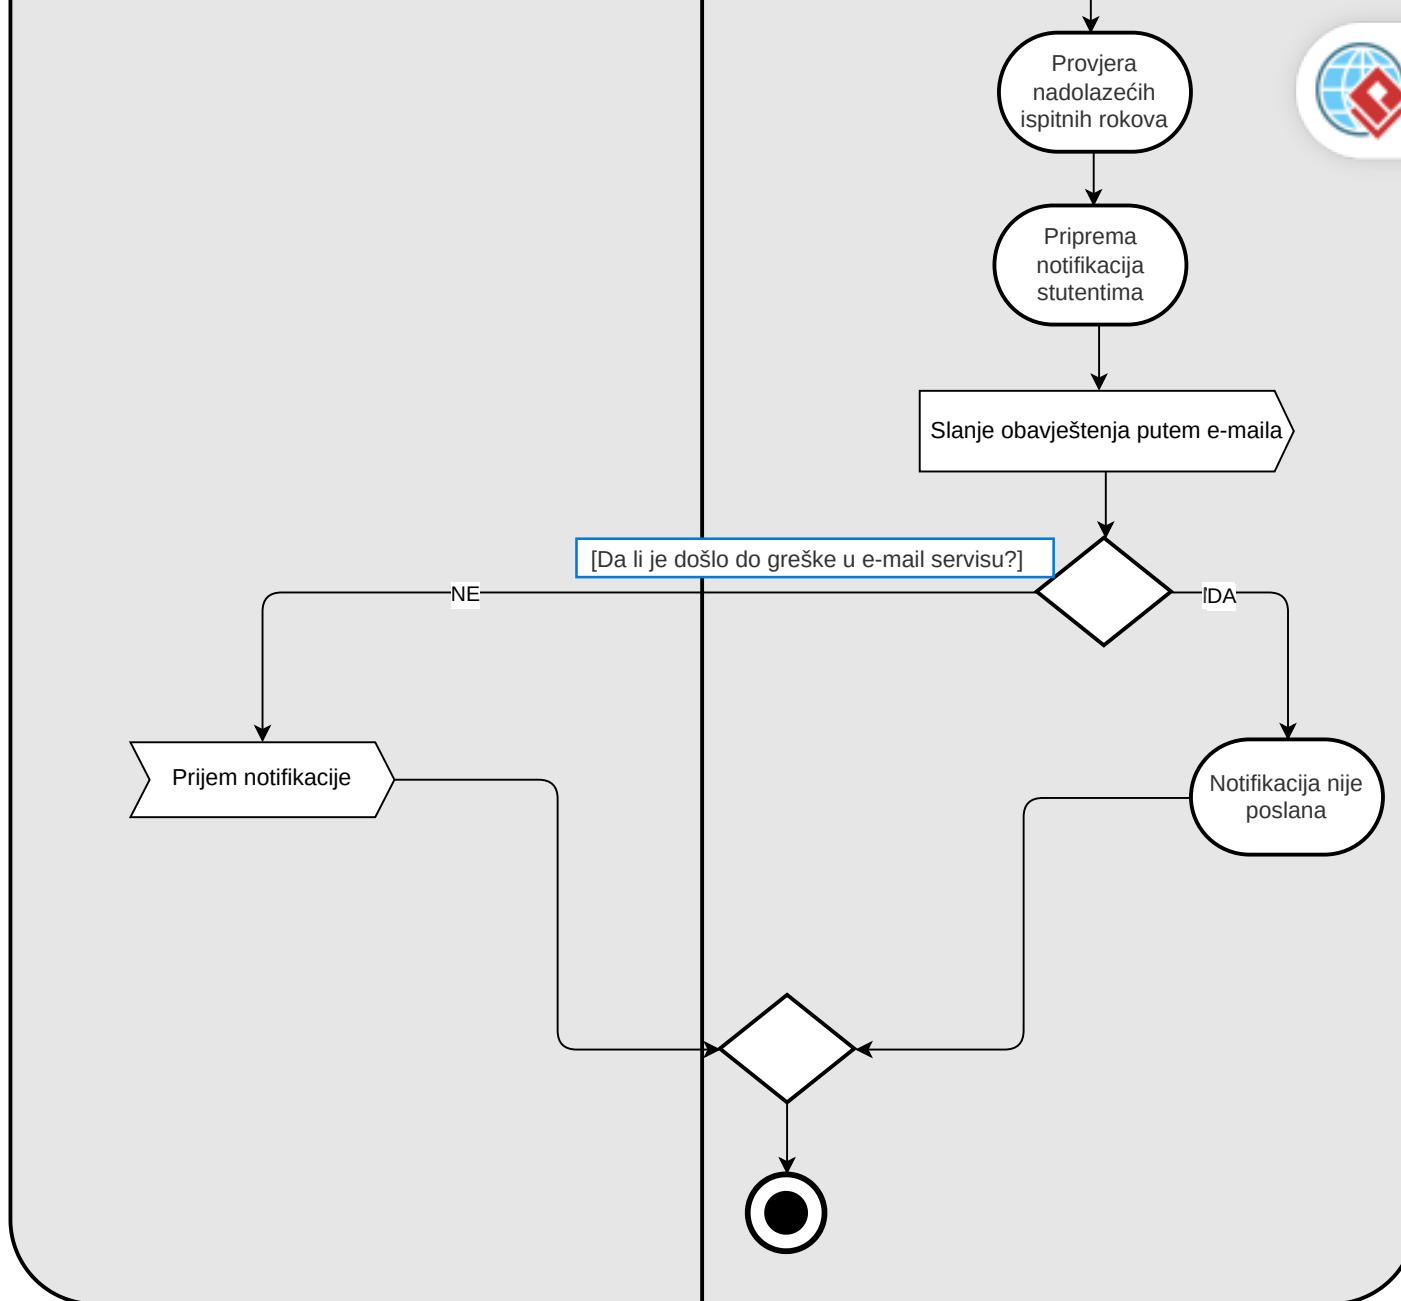 Provjera
nadolazećih
ispitnih rokova
Priprema
notifikacija
stutentima
Slanje obavještenja putem e-maila
[Da li je došlo do greške u e-mail servisu?]
NE
DA
Prijem notifikacije
Notifikacija nije
poslana